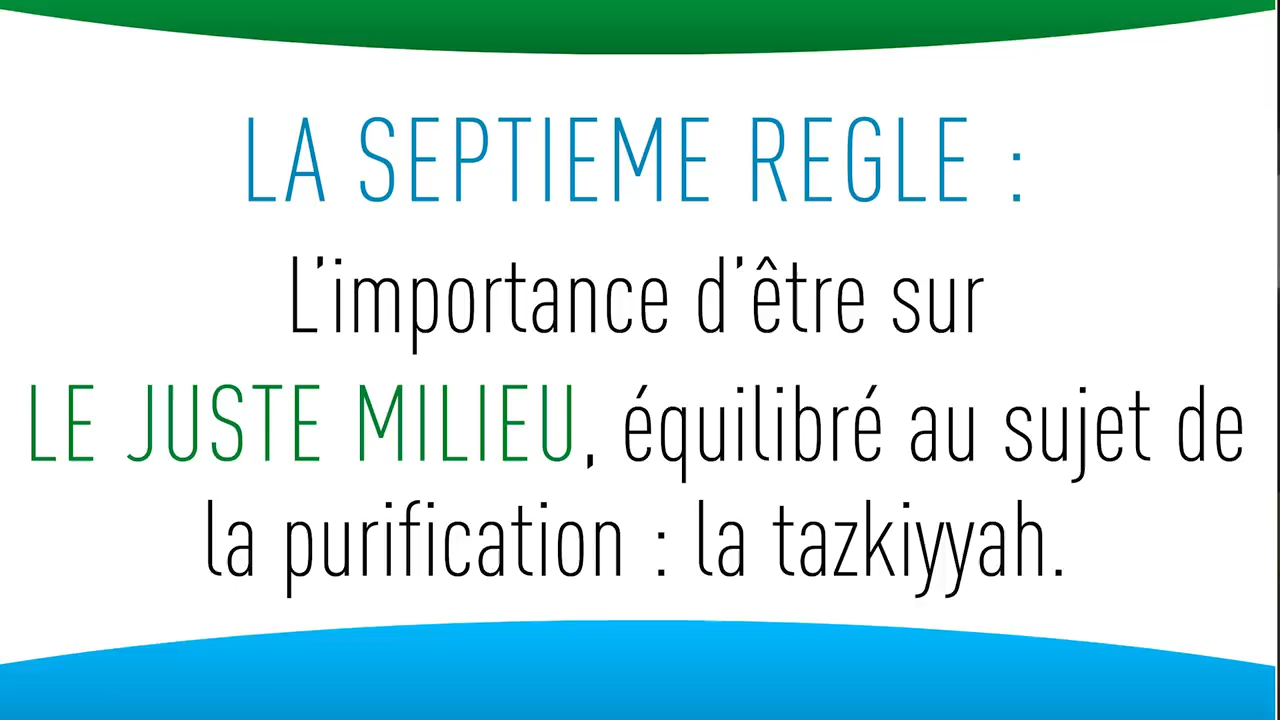 LA SEPTIEME REGLE :
L’importance d’être sur
LE JUSTE MILIEU, équilibré au sujet de
la purification : la tazkiyyah.